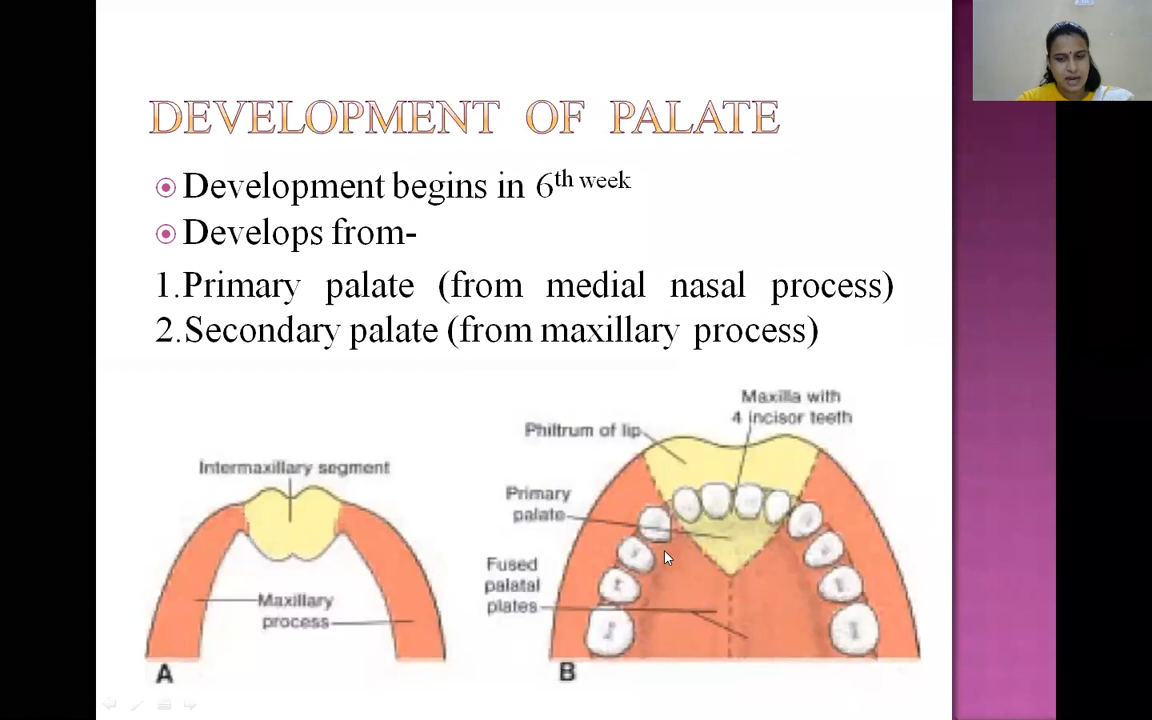 DEVELOPMENT OF PALATE
Development begins in 6th week
Develops from-
1.Primary palate (from medial nasal process)
2.Secondary palate (from maxillary process)
Intermaxillary segment
Maxillary
process
A
Maxilla with
4 incisor teeth
Philtrum of lip
Primary
palate
Fused
palatal
plates
B